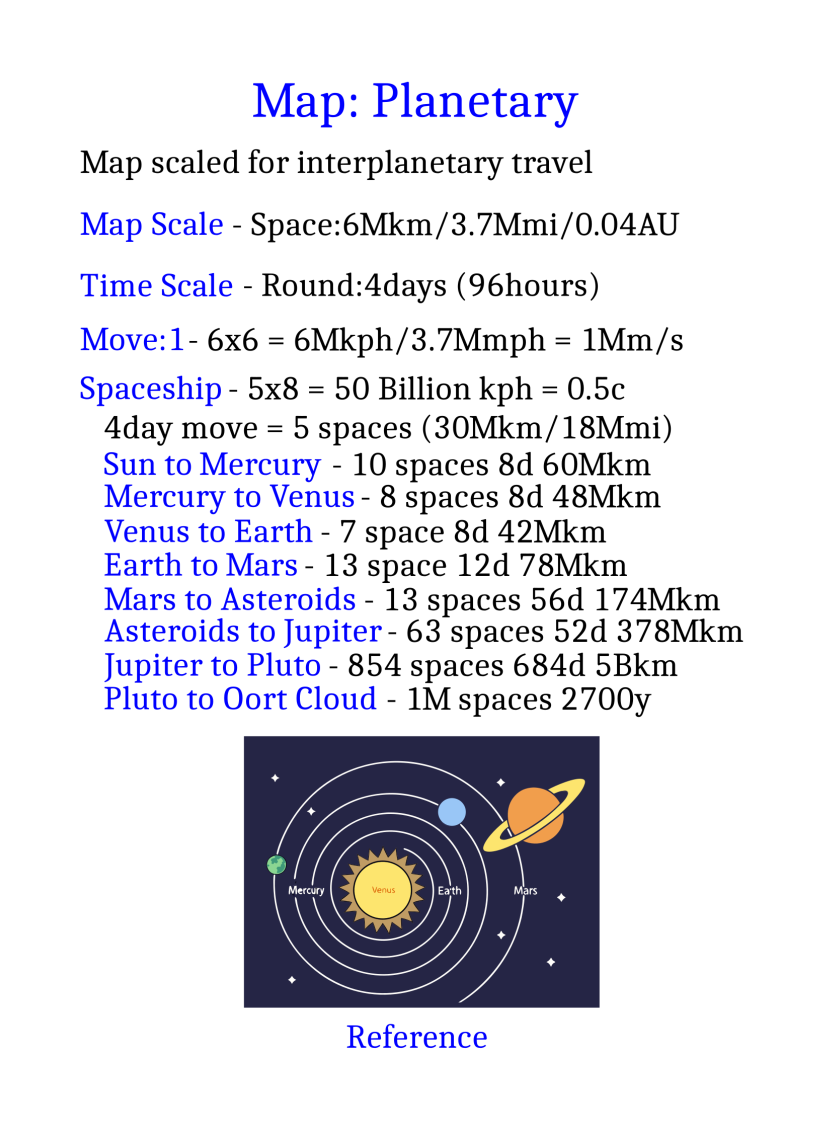 Map: Planetary
Map scaled for interplanetary travel
Map Scale - Space:6Mkm/3.7Mmi/0.04AU
Time Scale - Round:4days (96hours)
Move:1- 6x6 = 6Mkph/3.7Mmph = 1Mm/s
Spaceship - 5x8 = 50 Billion kph = 0.5c
4day move = 5 spaces (30Mkm/18Mmi)
Sun to Mercury - 10 spaces 8d 60Mkm
Mercury to Venus - 8 spaces 8d 48Mkm
Venus to Earth - 7 space 8d 42Mkm
Earth to Mars - 13 space 12d 78Mkm
Mars to Asteroids - 13 spaces 56d 174Mkm
Asteroids to Jupiter - 63 spaces 52d 378Mkm
Jupiter to Pluto - 854 spaces 684d 5Bkm
Pluto to Oort Cloud - 1M spaces 2700y
Mercury Venus Earth Mars
Reference